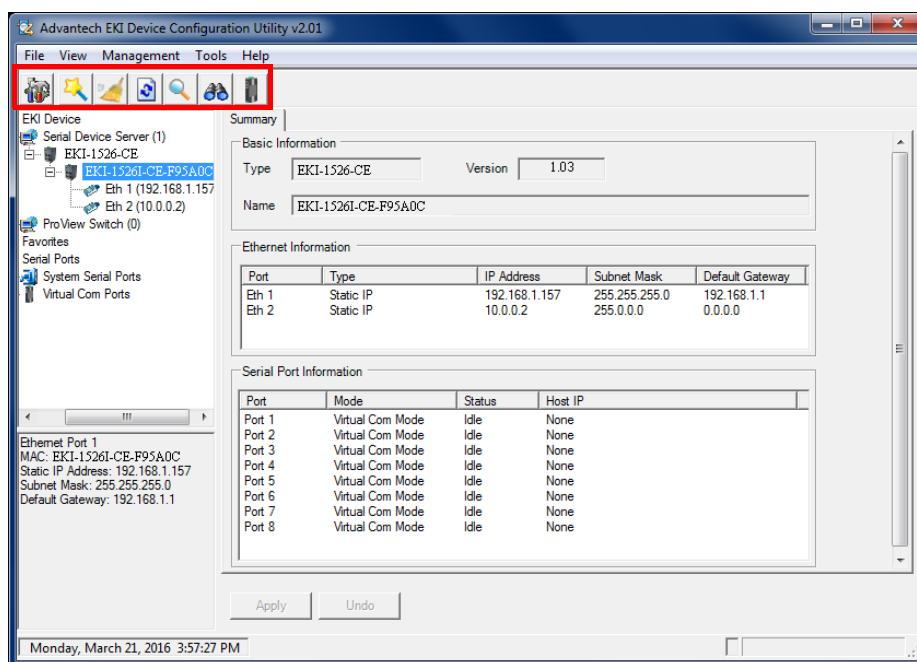 Advantech EKI Device Configuration Utility v2.01
File View Management Tools Help
EKI Device
Serial Device Server (1)
EKI-1526-CE
EKI-1526I-CE-F95A0C
Eth 1 (192.168.1.157
Eth 2 (10.0.0.2)
ProView Switch (0)
Favorites
Serial Ports
System Serial Ports
Virtual Com Ports
Ethernet Port 1
MAC: EKI-1526I-CE-F95A0C
Static IP Address: 192.168.1.157
Subnet Mask: 255.255.255.0
Default Gateway: 192.168.1.1
Summary
Basic Information
Type EKI-1526-CE Version 1.03
Name EKI-1526I-CE-F95A0C
Ethernet Information
Port Type IP Address Subnet Mask Default Gateway
Eth 1 Static IP 192.168.1.157 255.255.255.0 192.168.1.1
Eth 2 Static IP 10.0.0.2 255.0.0.0 0.0.0.0
Serial Port Information
Port Mode Status Host IP
Port 1 Virtual Com Mode Idle None
Port 2 Virtual Com Mode Idle None
Port 3 Virtual Com Mode Idle None
Port 4 Virtual Com Mode Idle None
Port 5 Virtual Com Mode Idle None
Port 6 Virtual Com Mode Idle None
Port 7 Virtual Com Mode Idle None
Port 8 Virtual Com Mode Idle None
Apply Undo
Monday, March 21, 2016 3:57:27 PM